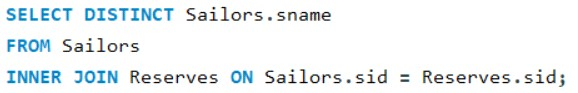 SELECT DISTINCT Sailors.sname
FROM Sailors
INNER JOIN Reserves ON Sailors.sid = Reserves.sid;